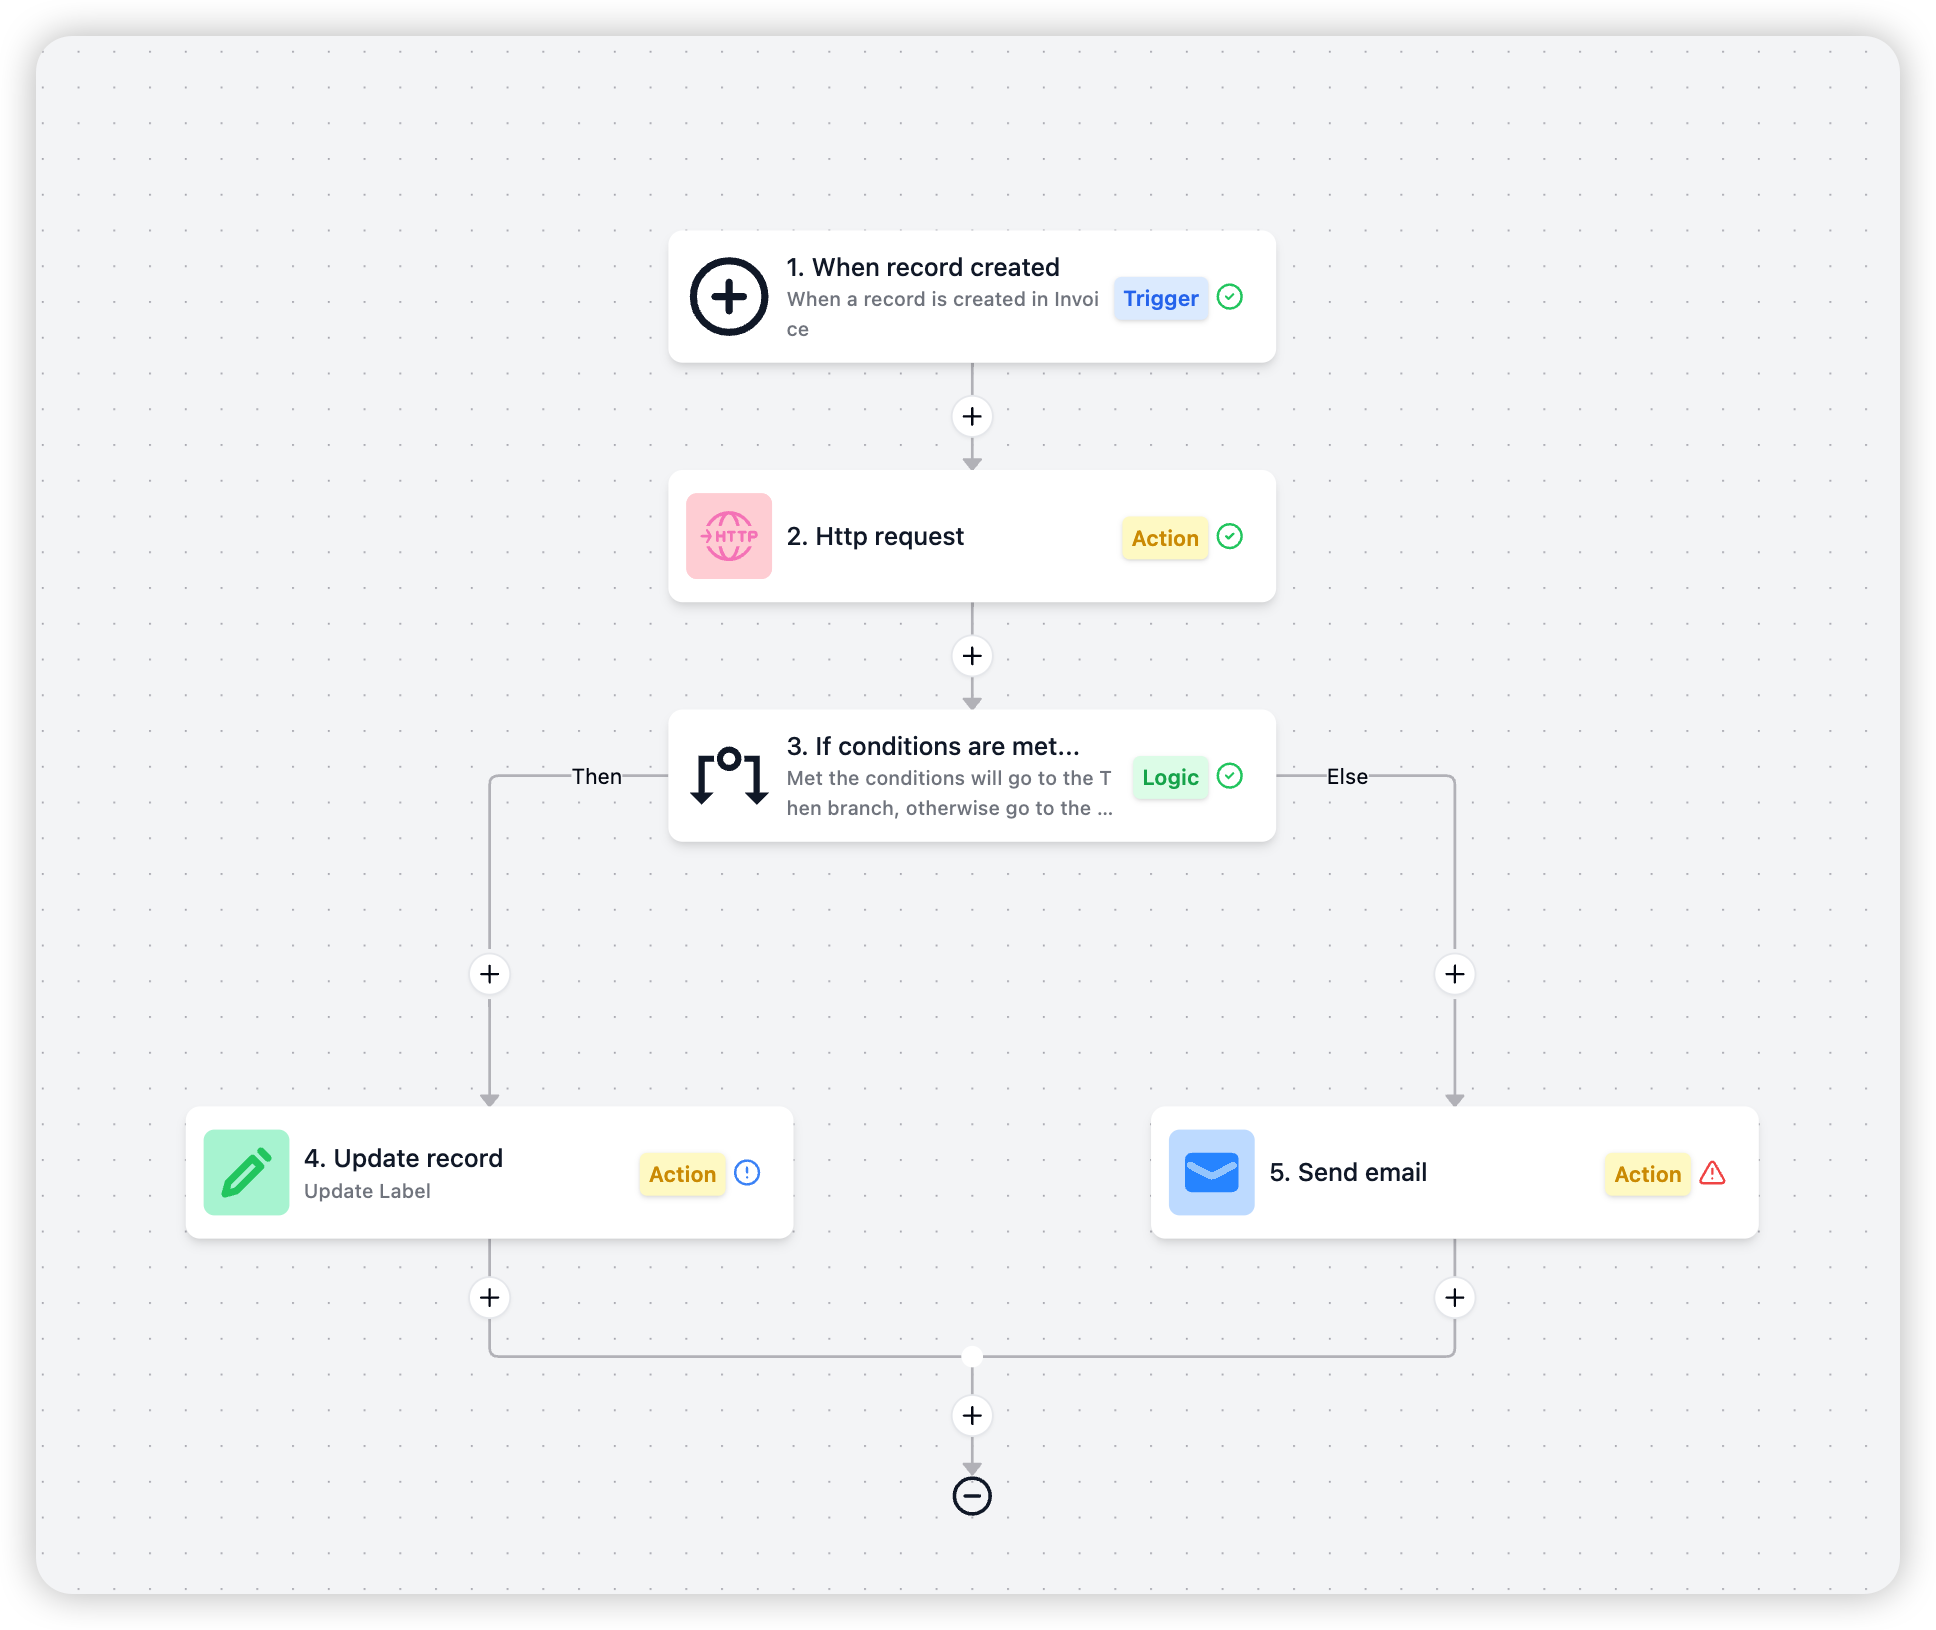 1. When record created
When a record is created in Invoi
ce
Trigger
HTTP
2. Http request
Action
3. If conditions are met...
Met the conditions will go to the T
hen branch, otherwise go to the ...
Logic
Then
Else
4. Update record
Update Label
Action
5. Send email
Action